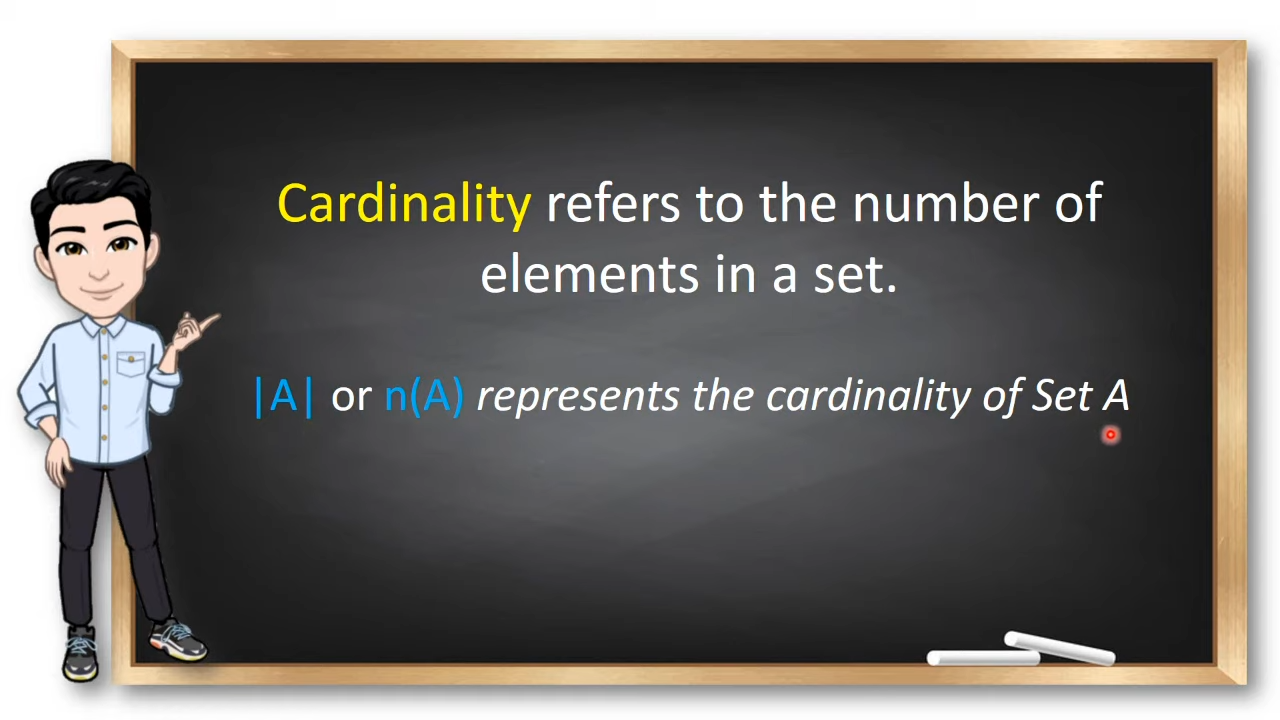 Cardinality refers to the number of
elements in a set.
|A| or n(A) represents the cardinality of Set A